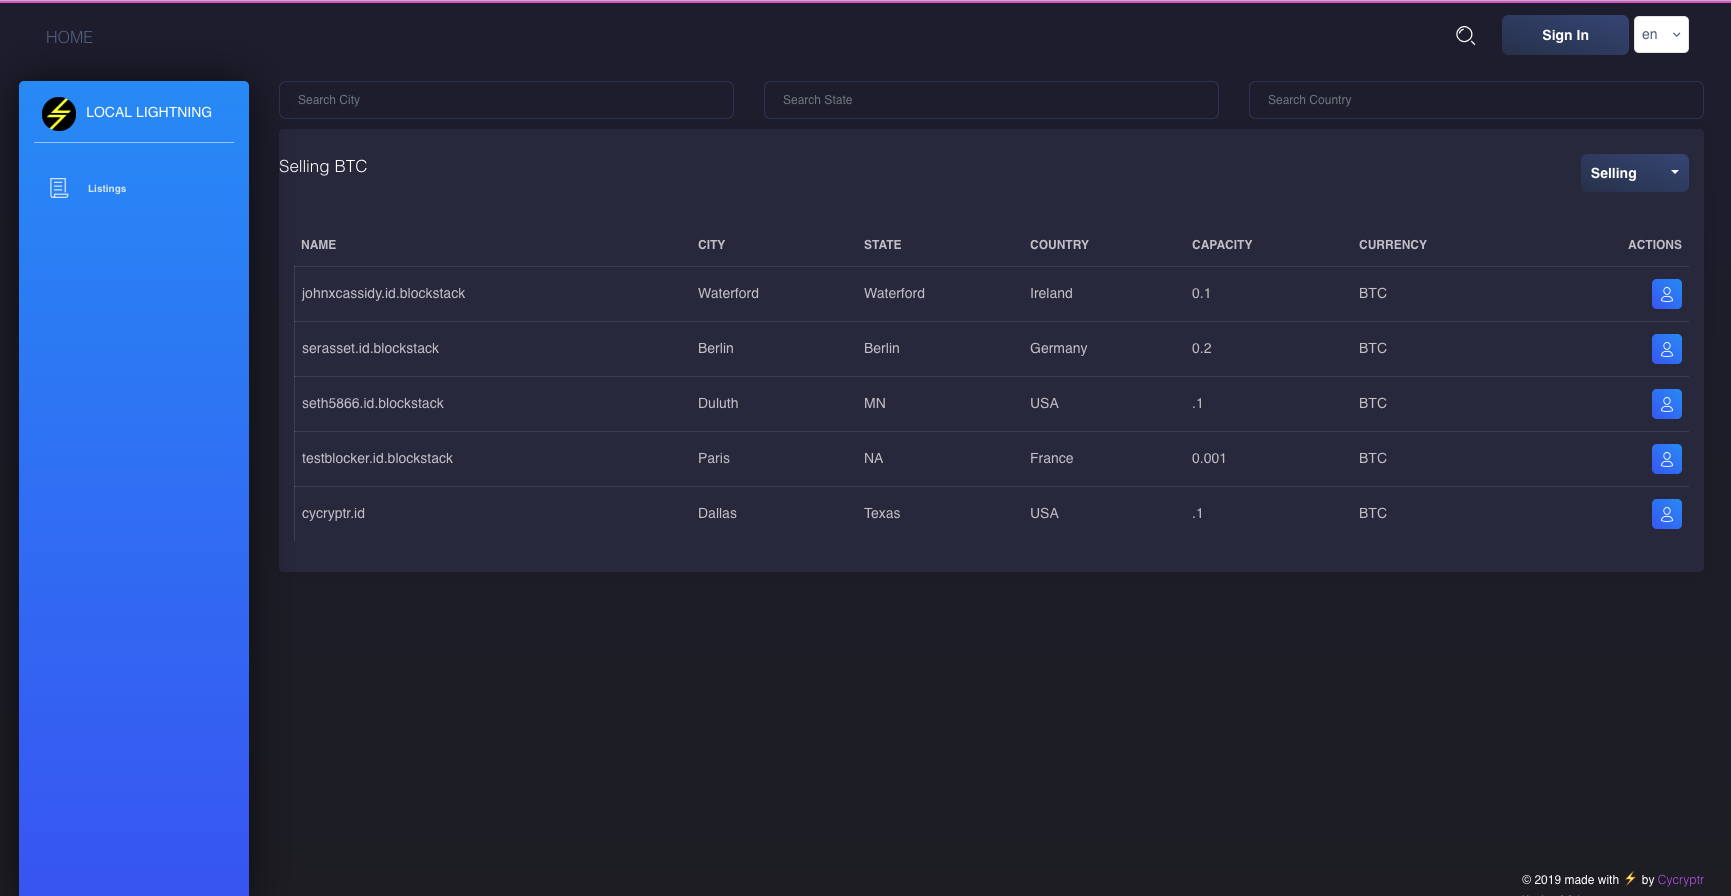 HOME
Sign In
en
LOCAL LIGHTNING
Search City
Search State
Search Country
Listings
Selling BTC
Selling
NAME CITY STATE COUNTRY CAPACITY CURRENCY ACTIONS
johnxcassidy.id.blockstack Waterford Waterford Ireland 0.1 BTC
serasset.id.blockstack Berlin Berlin Germany 0.2 BTC
seth5866.id.blockstack Duluth MN USA .1 BTC
testblocker.id.blockstack Paris NA France 0.001 BTC
cycryptr.id Dallas Texas USA .1 BTC
© 2019 made with ⚡ by Cycryptr